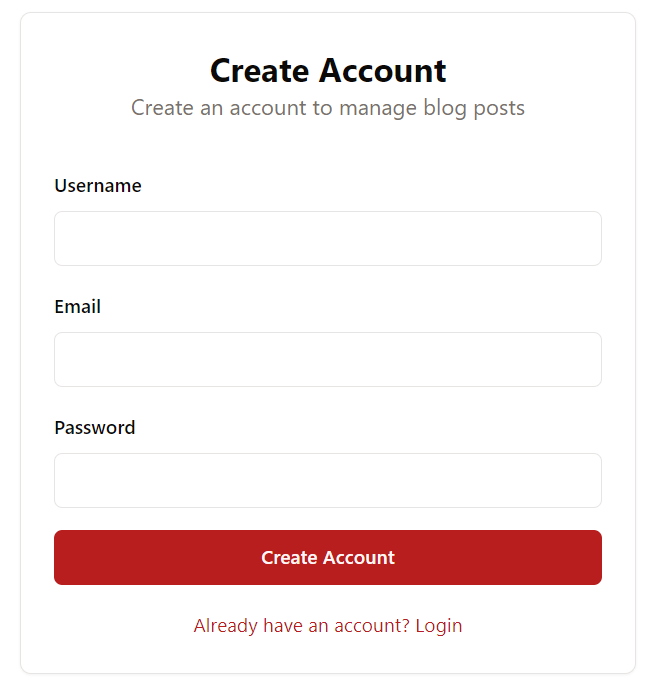 Create Account
Create an account to manage blog posts
Username
Email
Password
Create Account
Already have an account? Login